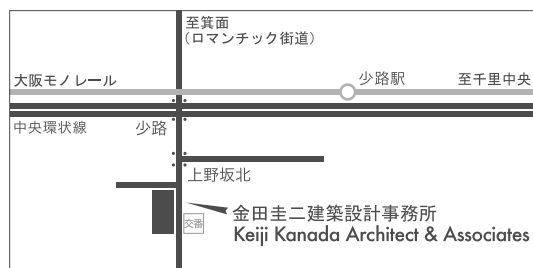 至箕面
（ロマンチック街道）
大阪モノレール
少路駅
至千里中央
中央環状線
少路
上野坂北
交番
金田圭二建築設計事務所
Keiji Kanada Architect & Associates